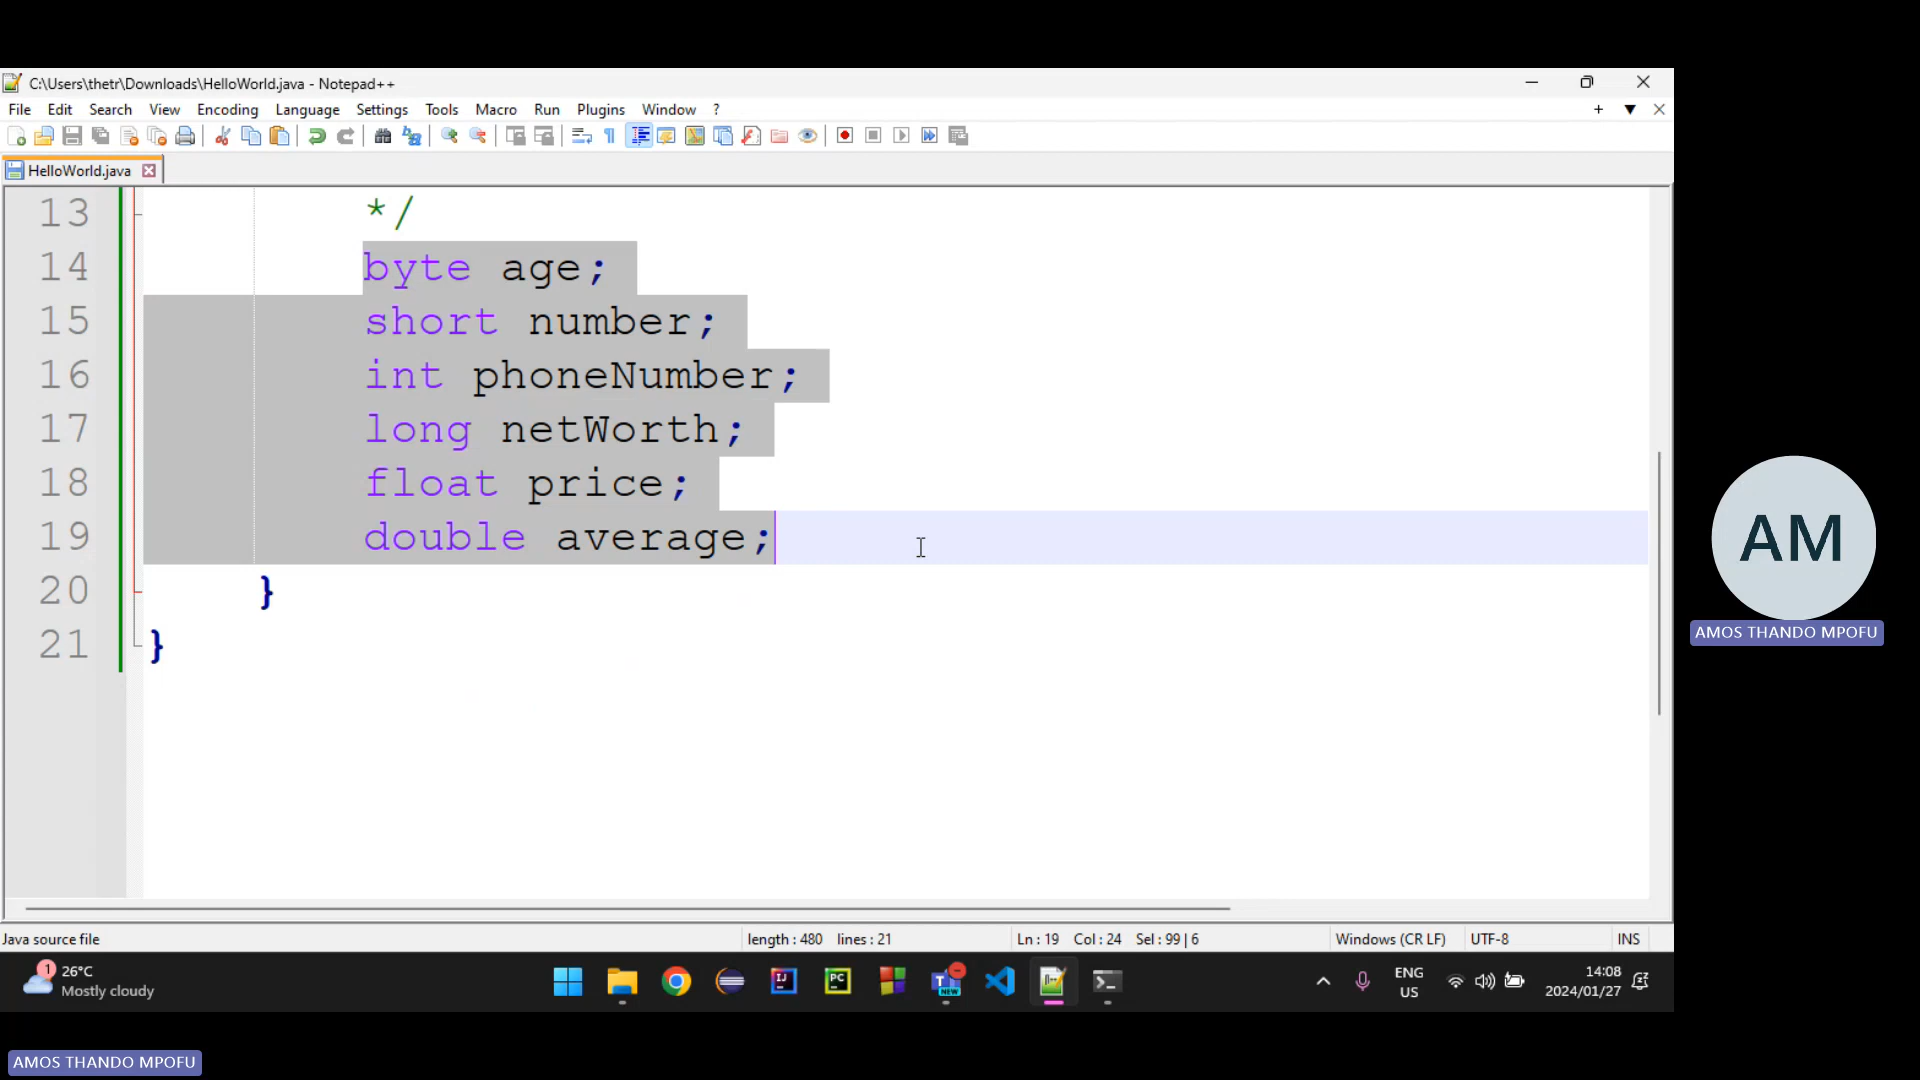 C:\Users\thetr\Downloads\HelloWorld.java - Notepad++
File Edit Search View Encoding Language Settings Tools Macro Run Plugins Window ?
HelloWorld.java
13 */
14 byte age;
15 short number;
16 int phoneNumber;
17 long netWorth;
18 float price;
19 double average;
20 }
21 }
AM
AMOS THANDO MPOFU
Java source file length : 480 lines : 21 Ln : 19 Col : 24 Sel : 99 | 6 Windows (CR LF) UTF-8 INS
1 26°C
Mostly cloudy
IJ
PC
NEW
ENG
US
14:08
2024/01/27
AMOS THANDO MPOFU